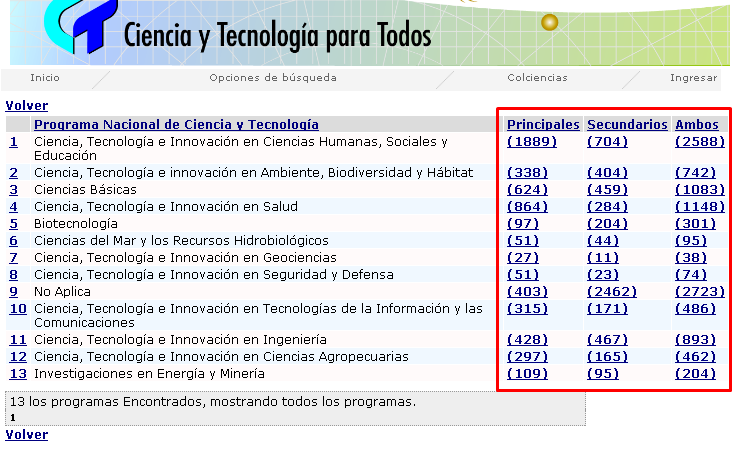 Ciencia y Tecnología para Todos
Inicio Opciones de búsqueda Colciencias Ingresar
Volver
Programa Nacional de Ciencia y Tecnología Principales Secundarios Ambos
1 Ciencia, Tecnología e Innovación en Ciencias Humanas, Sociales y (1889) (704) (2588)
Educación
2 Ciencia, Tecnología e innovación en Ambiente, Biodiversidad y Hábitat (338) (404) (742)
3 Ciencias Básicas (624) (459) (1083)
4 Ciencia, Tecnología e Innovación en Salud (864) (284) (1148)
5 Biotecnología (97) (204) (301)
6 Ciencias del Mar y los Recursos Hidrobiológicos (51) (44) (95)
7 Ciencia, Tecnología e Innovación en Geociencias (27) (11) (38)
8 Ciencia, Tecnología e Innovación en Seguridad y Defensa (51) (23) (74)
9 No Aplica (403) (2462) (2723)
10 Ciencia, Tecnología e Innovación en Tecnologías de la Información y las (315) (171) (486)
Comunicaciones
11 Ciencia, Tecnología e Innovación en Ingeniería (428) (467) (893)
12 Ciencia, Tecnología e Innovación en Ciencias Agropecuarias (297) (165) (462)
13 Investigaciones en Energía y Minería (109) (95) (204)
13 los programas Encontrados, mostrando todos los programas.
1
Volver